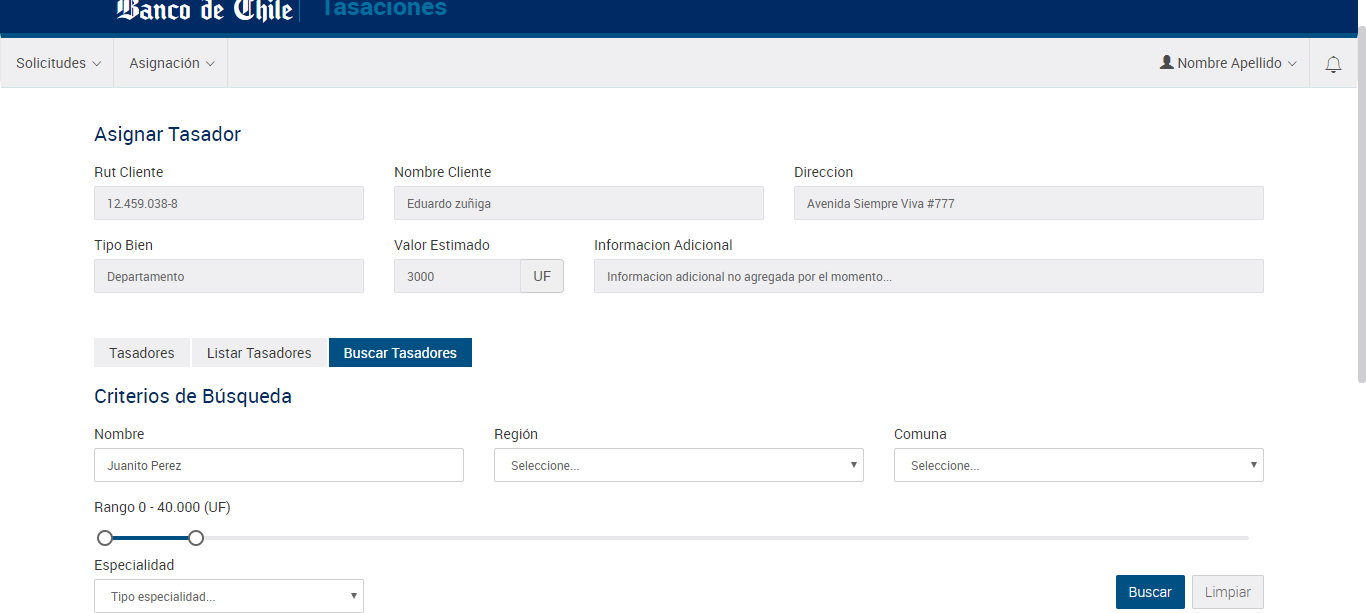 Banco de Chile Tasaciones
Solicitudes Asignación Nombre Apellido
Asignar Tasador
Rut Cliente Nombre Cliente Direccion
12.459.038-8 Eduardo zuñiga Avenida Siempre Viva #777
Tipo Bien Valor Estimado Informacion Adicional
Departamento 3000 UF Informacion adicional no agregada por el momento...
Tasadores Listar Tasadores Buscar Tasadores
Criterios de Búsqueda
Nombre Región Comuna
Juanito Perez Seleccione... Seleccione...
Rango 0 - 40.000 (UF)
Especialidad
Tipo especialidad... Buscar Limpiar